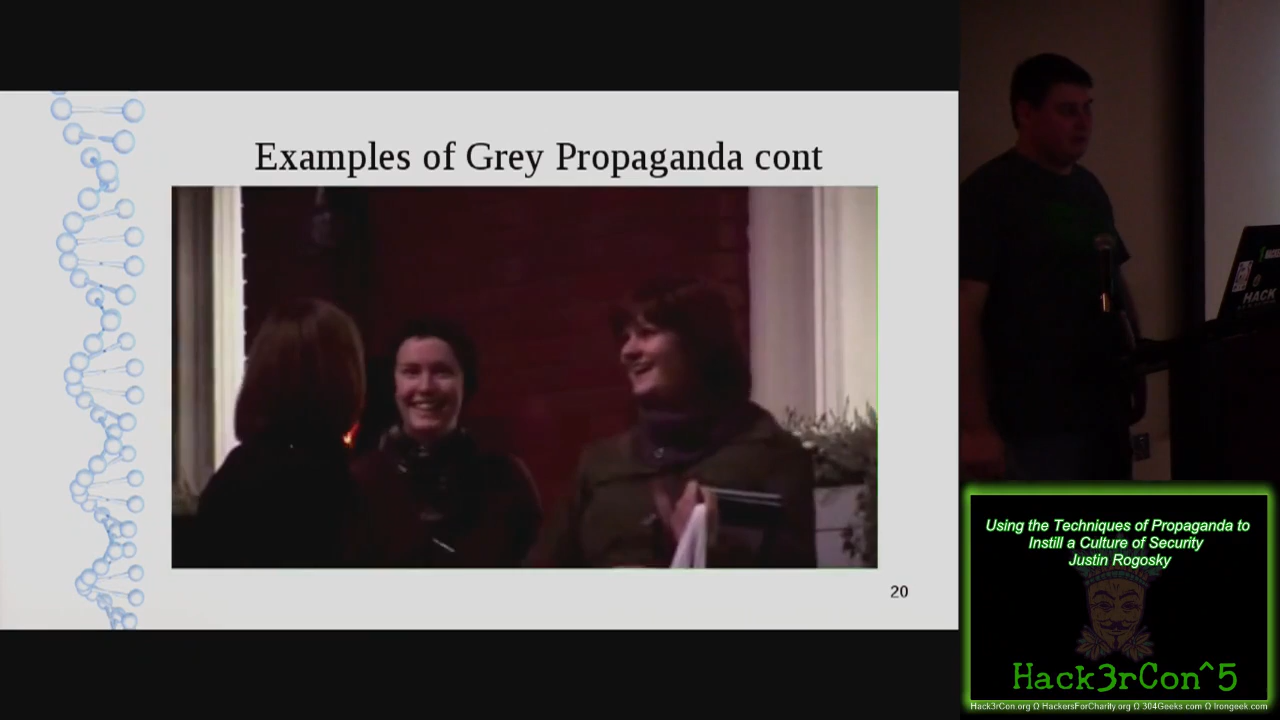 Examples of Grey Propaganda cont
20
HACK
Using the Techniques of Propaganda to
Instill a Culture of Security
Justin Rogosky
Hack3rCon^5
Hack3rCon.org Ω HackersForCharity.org Ω 304Geeks.com Ω Irongeek.com